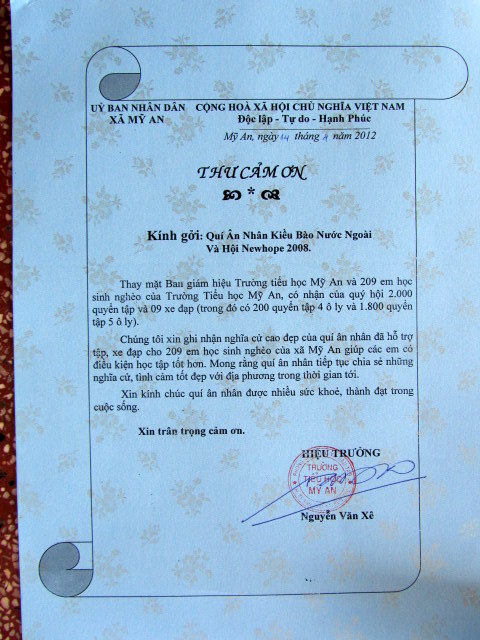 UỶ BAN NHÂN DÂN CỘNG HOÀ XÃ HỘI CHỦ NGHĨA VIỆT NAM
XÃ MỸ AN Độc lập - Tự do - Hạnh Phúc
Mỹ An, ngày 14 tháng năm 2012
THƯ CẢM ƠN
*
Kính gởi: Quí Ân Nhân Kiều Bào Nước Ngoài
Và Hội Newhope 2008.
Thay mặt Ban giám hiệu Trường tiểu học Mỹ An và 209 em học
sinh nghèo của Trường Tiểu học Mỹ An, có nhận của quý hội 2.000
quyển tập và 09 xe đạp (trong đó có 200 quyển tập 4 ô ly và 1.800 quyển
tập 5 ô ly).
Chúng tôi xin ghi nhận nghĩa cử cao đẹp của quí ân nhân đã hỗ trợ
tập, xe đạp cho 209 em học sinh nghèo của xã Mỹ An giúp các em có
điều kiện học tập tốt hơn. Mong rằng quí ân nhân tiếp tục chia sẻ những
nghĩa cử, tình cảm tốt đẹp với địa phương trong thời gian tới.
Xin kính chúc quí ân nhân được nhiều sức khoẻ, thành đạt trong
cuộc sống.
Xin trân trọng cảm ơn.
HIỆU TRƯỞNG
TRƯỜNG
TIỂU HỌC
MỸ AN
Nguyễn Văn Xê